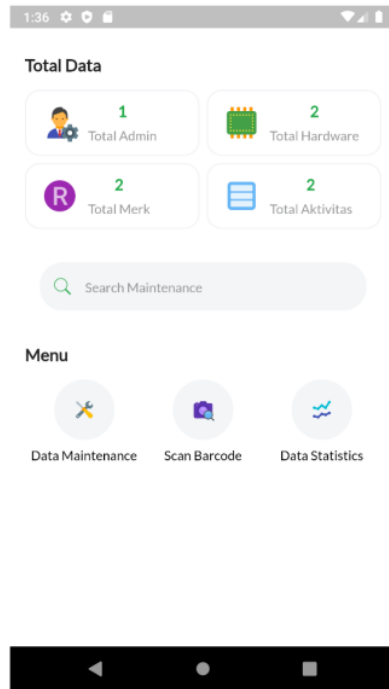 1:36
Total Data
1
Total Admin
2
Total Hardware
R
2
Total Merk
2
Total Aktivitas
Search Maintenance
Menu
Data Maintenance
Scan Barcode
Data Statistics